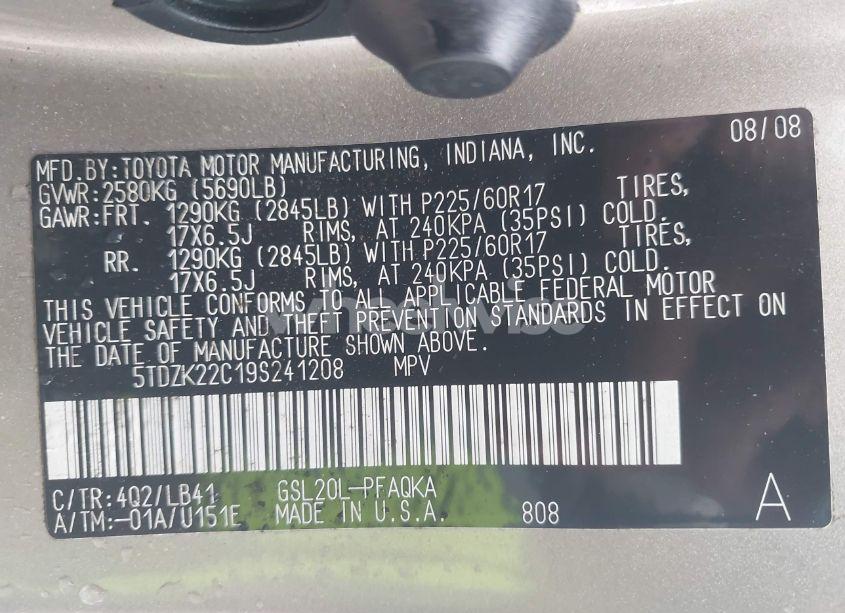 08/08
MFD.BY:TOYOTA MOTOR MANUFACTURING, INDIANA, INC.
GVWR:2580KG (5690LB)
GAWR:FRT. 1290KG (2845LB) WITH P225/60R17 TIRES,
17X6.5J RIMS, AT 240KPA (35PSI) COLD.
RR. 1290KG (2845LB) WITH P225/60R17 TIRES,
17X6.5J RIMS, AT 240KPA (35PSI) COLD.
THIS VEHICLE CONFORMS TO ALL APPLICABLE FEDERAL MOTOR
VEHICLE SAFETY AND THEFT PREVENTION STANDARDS IN EFFECT ON
THE DATE OF MANUFACTURE SHOWN ABOVE.
5TDZK22C19S241208 MPV
C/TR:4Q2/LB41 GSL20L-PFAQKA
A/TM:-01A/U151E MADE IN U.S.A. 808 A